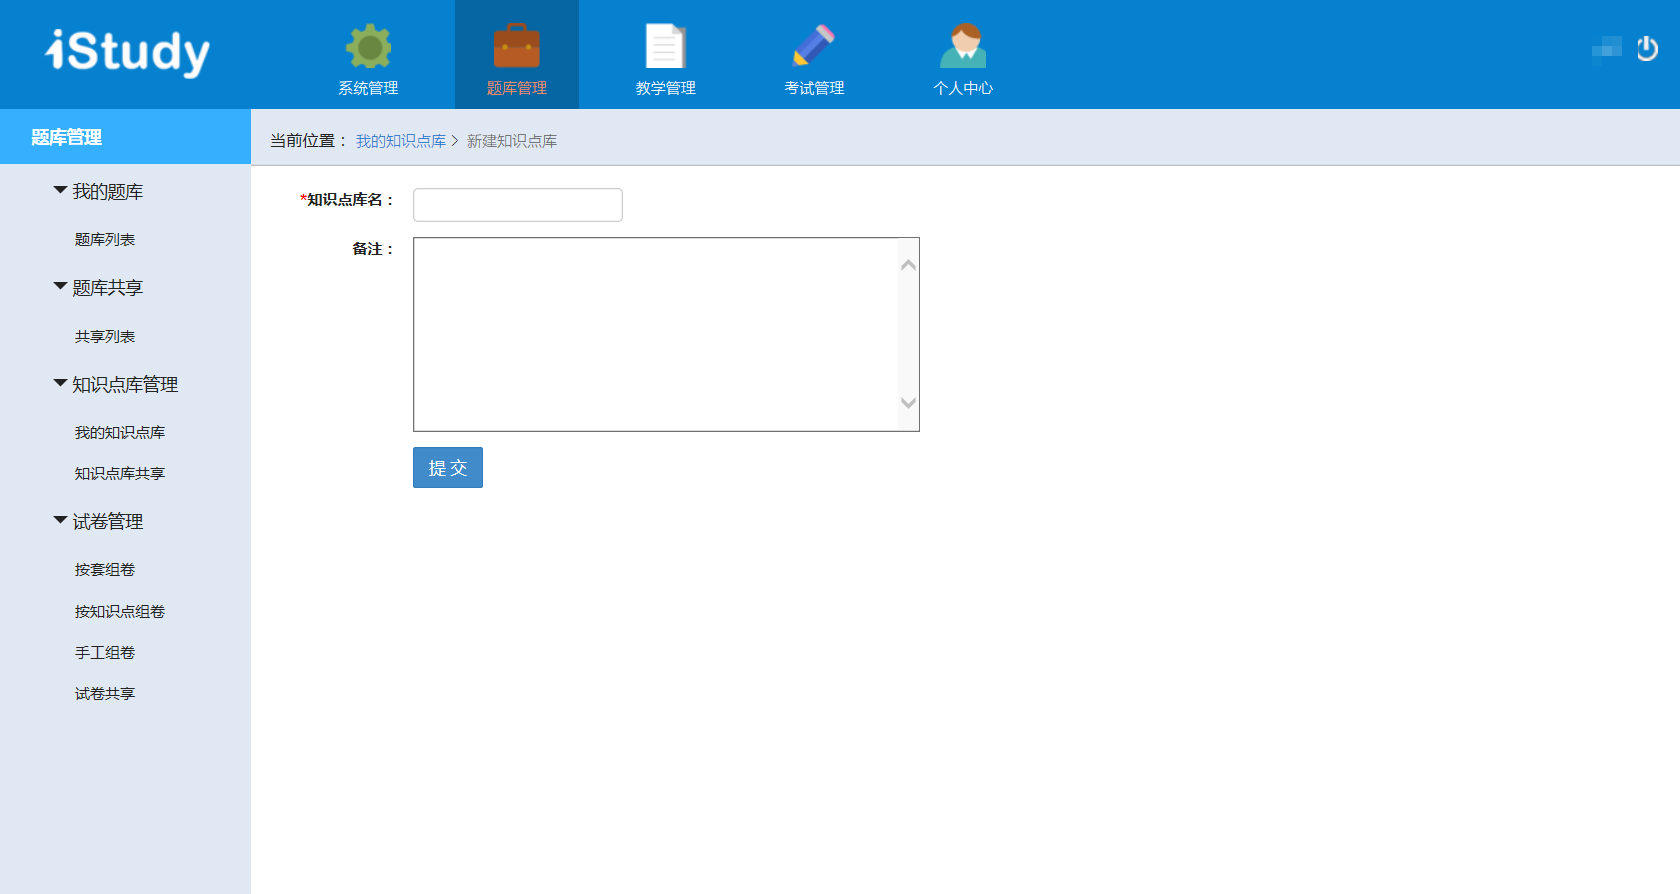 iStudy
系统管理
题库管理
教学管理
考试管理
个人中心
题库管理
当前位置： 我的知识点库 > 新建知识点库
我的题库
题库列表
题库共享
共享列表
知识点库管理
我的知识点库
知识点库共享
试卷管理
按套组卷
按知识点组卷
手工组卷
试卷共享
*知识点库名：
备注：
提 交